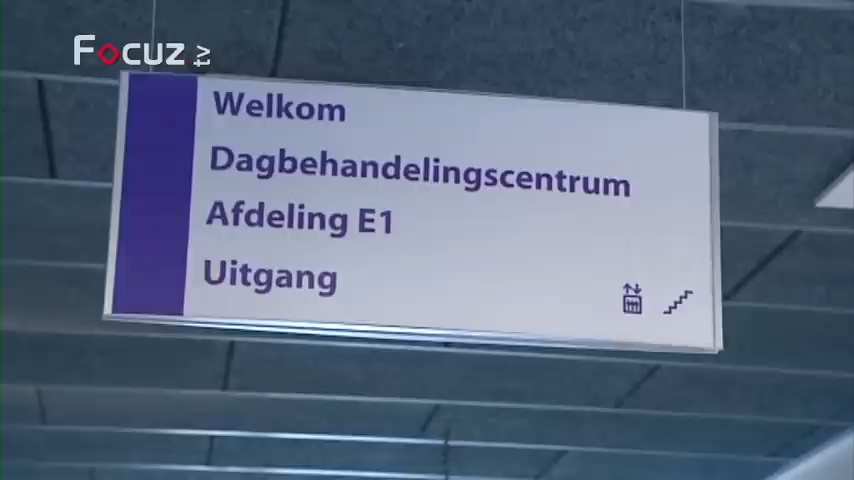 Focuz.tv
Welkom
Dagbehandelingscentrum
Afdeling E1
Uitgang